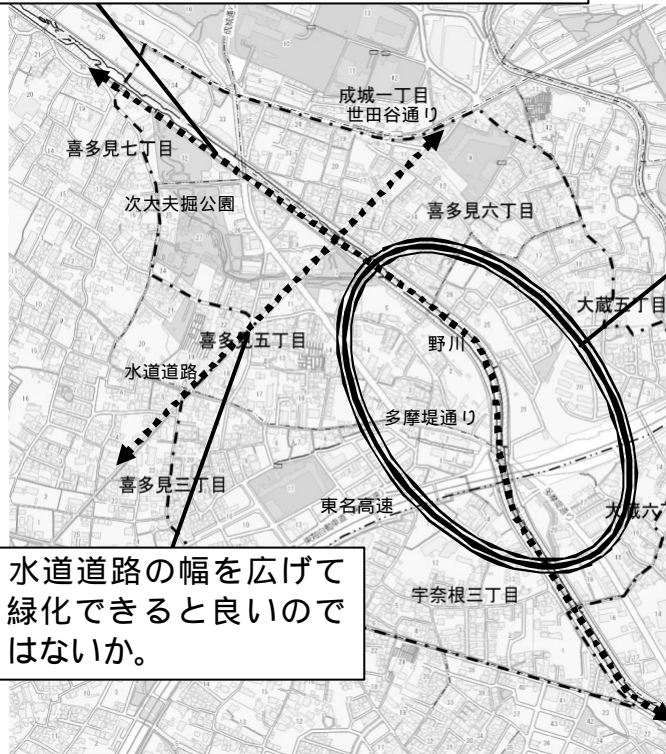 成城一丁目
世田谷通り
喜多見七丁目
次大夫掘公園
喜多見六丁目
大蔵五丁目
喜多見五丁目
野川
水道道路
多摩堤通り
喜多見三丁目
東名高速
大蔵六
宇奈根三丁目
水道道路の幅を広げて
緑化できると良いので
はないか。